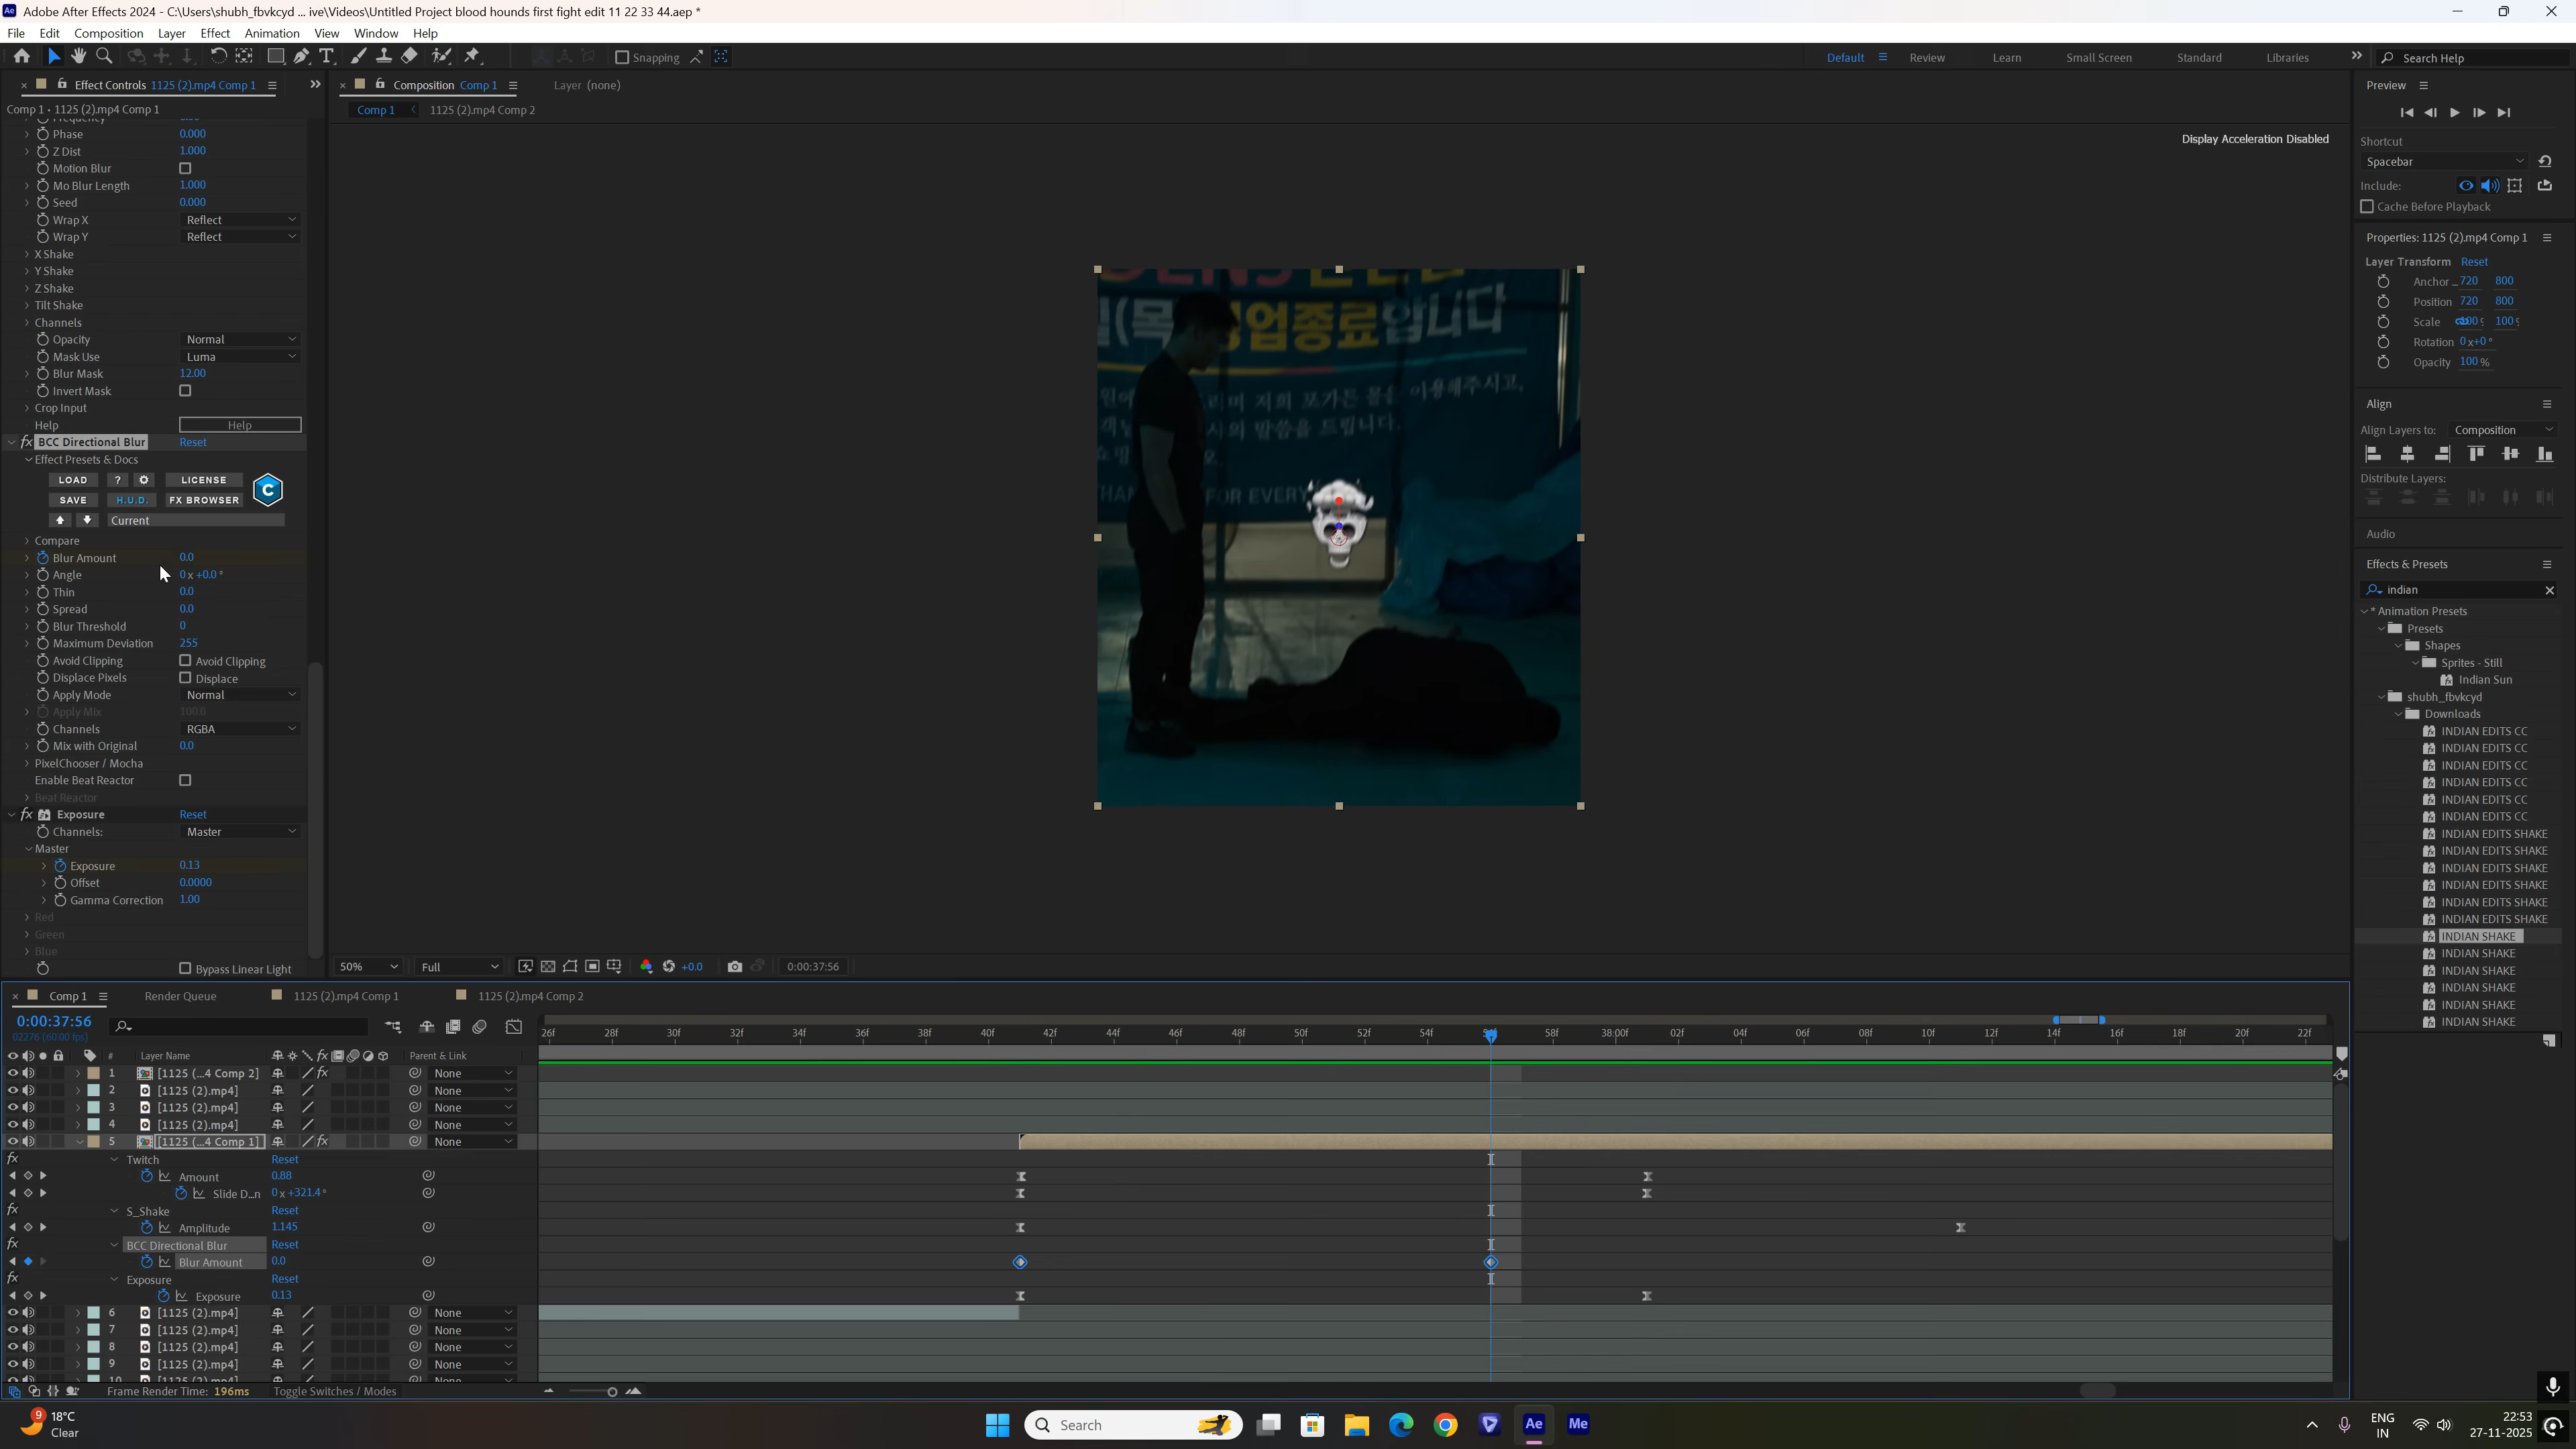 Adobe After Effects 2024 - C:\Users\shubh_fbvkcyd ... ive\Videos\Untitled Project blood hounds first fight edit 11 22 33 44.aep *
File Edit Composition Layer Effect Animation View Window Help
Snapping
Default Review Learn Small Screen Standard Libraries Search Help
Effect Controls 1125 (2).mp4 Comp 1
Comp 1 • 1125 (2).mp4 Comp 1
Phase 0.000
Z Dist 1.000
Motion Blur
Mo Blur Length 1.000
Seed 0.000
Wrap X Reflect
Wrap Y Reflect
X Shake
Y Shake
Z Shake
Tilt Shake
Channels
Opacity Normal
Mask Use Luma
Blur Mask 12.00
Invert Mask
Crop Input
Help Help
fx BCC Directional Blur Reset
Effect Presets & Docs
LOAD ? LICENSE
SAVE H.U.D. FX BROWSER
Current
Compare
Blur Amount 0.0
Angle 0 x +0.0 °
Thin 0.0
Spread 0.0
Blur Threshold 0
Maximum Deviation 255
Avoid Clipping Avoid Clipping
Displace Pixels Displace
Apply Mode Normal
Apply Mix 100.0
Channels RGBA
Mix with Original 0.0
PixelChooser / Mocha
Enable Beat Reactor
Beat Reactor
fx Exposure Reset
Channels: Master
Master
Exposure 0.13
Offset 0.0000
Gamma Correction 1.00
Red
Green
Blue
Bypass Linear Light
Composition Comp 1 Layer (none)
Comp 1 1125 (2).mp4 Comp 2
Display Acceleration Disabled
업종료입니다
FOR EVERY
50% Full +0.0 0:00:37:56
Preview
Shortcut
Spacebar
Include:
Cache Before Playback
Properties: 1125 (2).mp4 Comp 1
Layer Transform Reset
Anchor 720 800
Position 720 800
Scale 100
Rotation 0 x+0 °
Opacity 100 %
Align
Align Layers to: Composition
Distribute Layers:
Audio
Effects & Presets
indian
* Animation Presets
Presets
Shapes
Sprites - Still
Indian Sun
shubh_fbvkcyd
Downloads
INDIAN EDITS CC
INDIAN EDITS CC
INDIAN EDITS CC
INDIAN EDITS CC
INDIAN EDITS CC
INDIAN EDITS CC
INDIAN EDITS SHAKE
INDIAN EDITS SHAKE
INDIAN EDITS SHAKE
INDIAN EDITS SHAKE
INDIAN EDITS SHAKE
INDIAN EDITS SHAKE
INDIAN SHAKE
INDIAN SHAKE
INDIAN SHAKE
INDIAN SHAKE
INDIAN SHAKE
INDIAN SHAKE
Comp 1 Render Queue 1125 (2).mp4 Comp 1 1125 (2).mp4 Comp 2
0:00:37:56
02276 (60.00 fps)
26f 28f 30f 32f 34f 36f 38f 40f 42f 44f 46f 48f 50f 52f 54f 58f 38:00f 02f 04f 06f 08f 10f 12f 14f 16f 18f 20f 22f
# Layer Name Parent & Link
1 [1125 (...4 Comp 2] None
2 [1125 (2).mp4] None
3 [1125 (2).mp4] None
4 [1125 (2).mp4] None
5 [1125 (...4 Comp 1] None
Twitch Reset
Amount 0.88
Slide D...n 0 x +321.4 °
S_Shake Reset
Amplitude 1.145
BCC Directional Blur Reset
Blur Amount 0.0
Exposure Reset
Exposure 0.13
6 [1125 (2).mp4] None
7 [1125 (2).mp4] None
8 [1125 (2).mp4] None
9 [1125 (2).mp4] None
Frame Render Time: 196ms Toggle Switches / Modes
9 18°C
Clear
Search
Ae Me
ENG
IN
22:53
27-11-2025